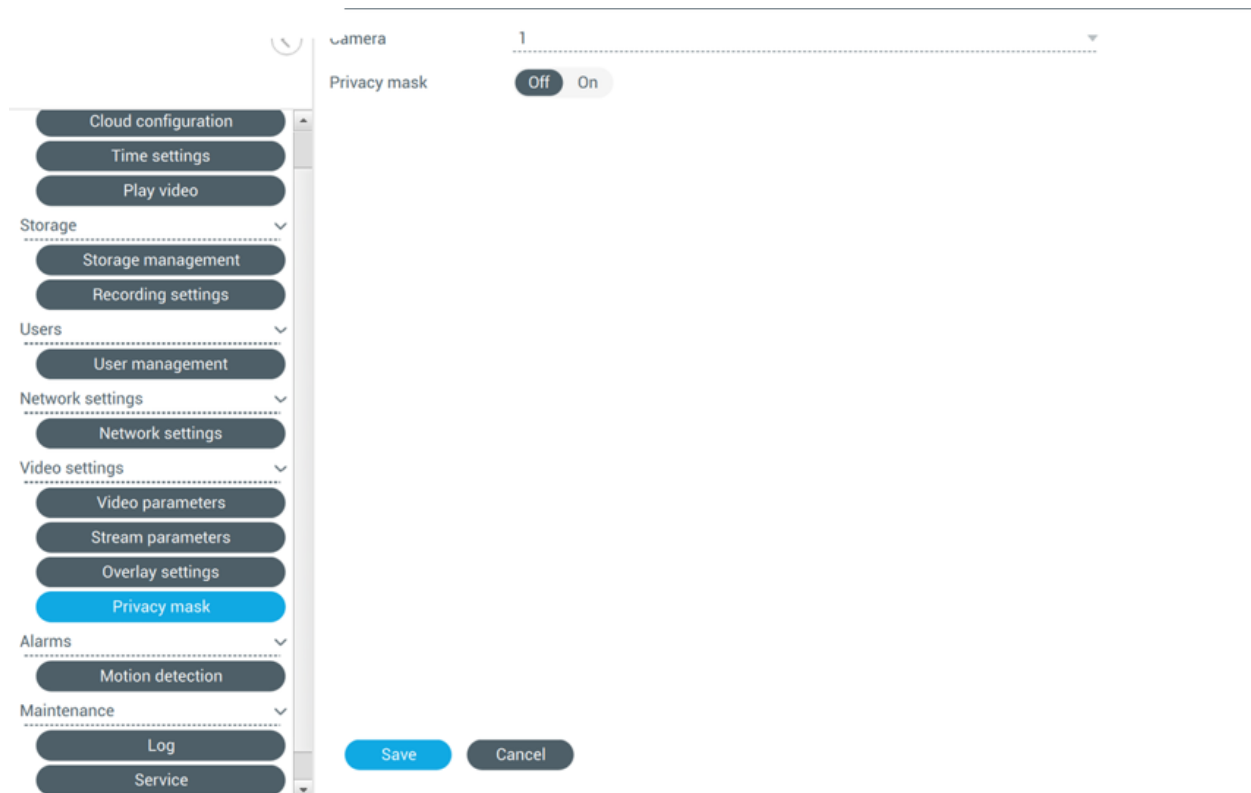 Camera 1
Privacy mask Off On
Cloud configuration
Time settings
Play video
Storage
Storage management
Recording settings
Users
User management
Network settings
Network settings
Video settings
Video parameters
Stream parameters
Overlay settings
Privacy mask
Alarms
Motion detection
Maintenance
Log
Service
Save Cancel